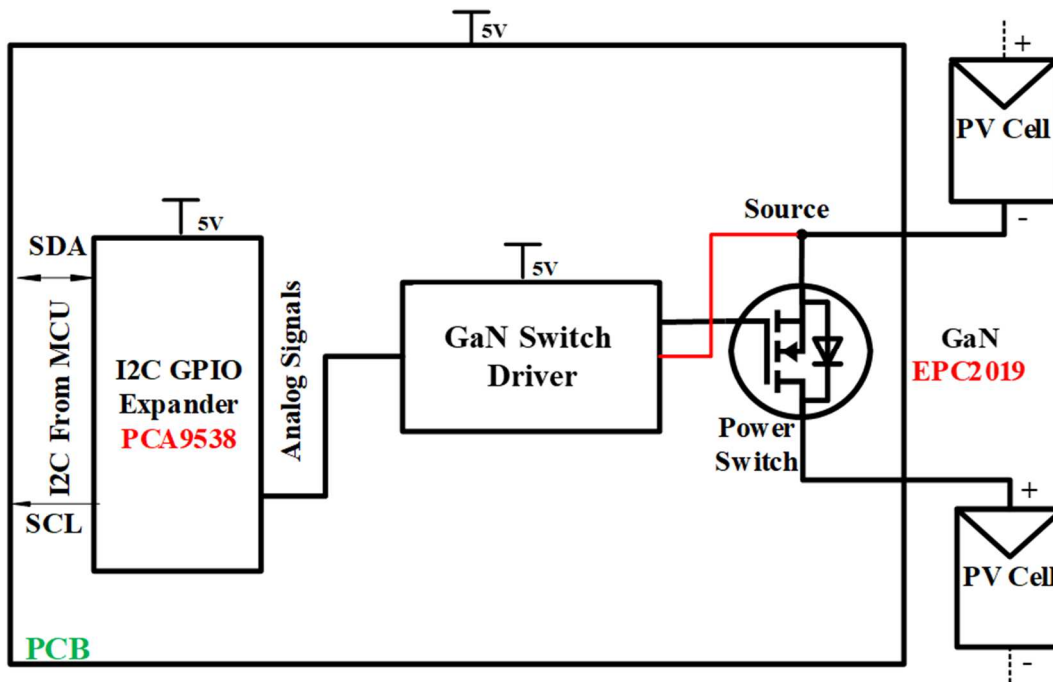 5V
+
PV Cell
-
5V
SDA
I2C From MCU
SCL
I2C GPIO
Expander
PCA9538
Analog Signals
5V
GaN Switch
Driver
Source
Power
Switch
GaN
EPC2019
+
PV Cell
-
PCB